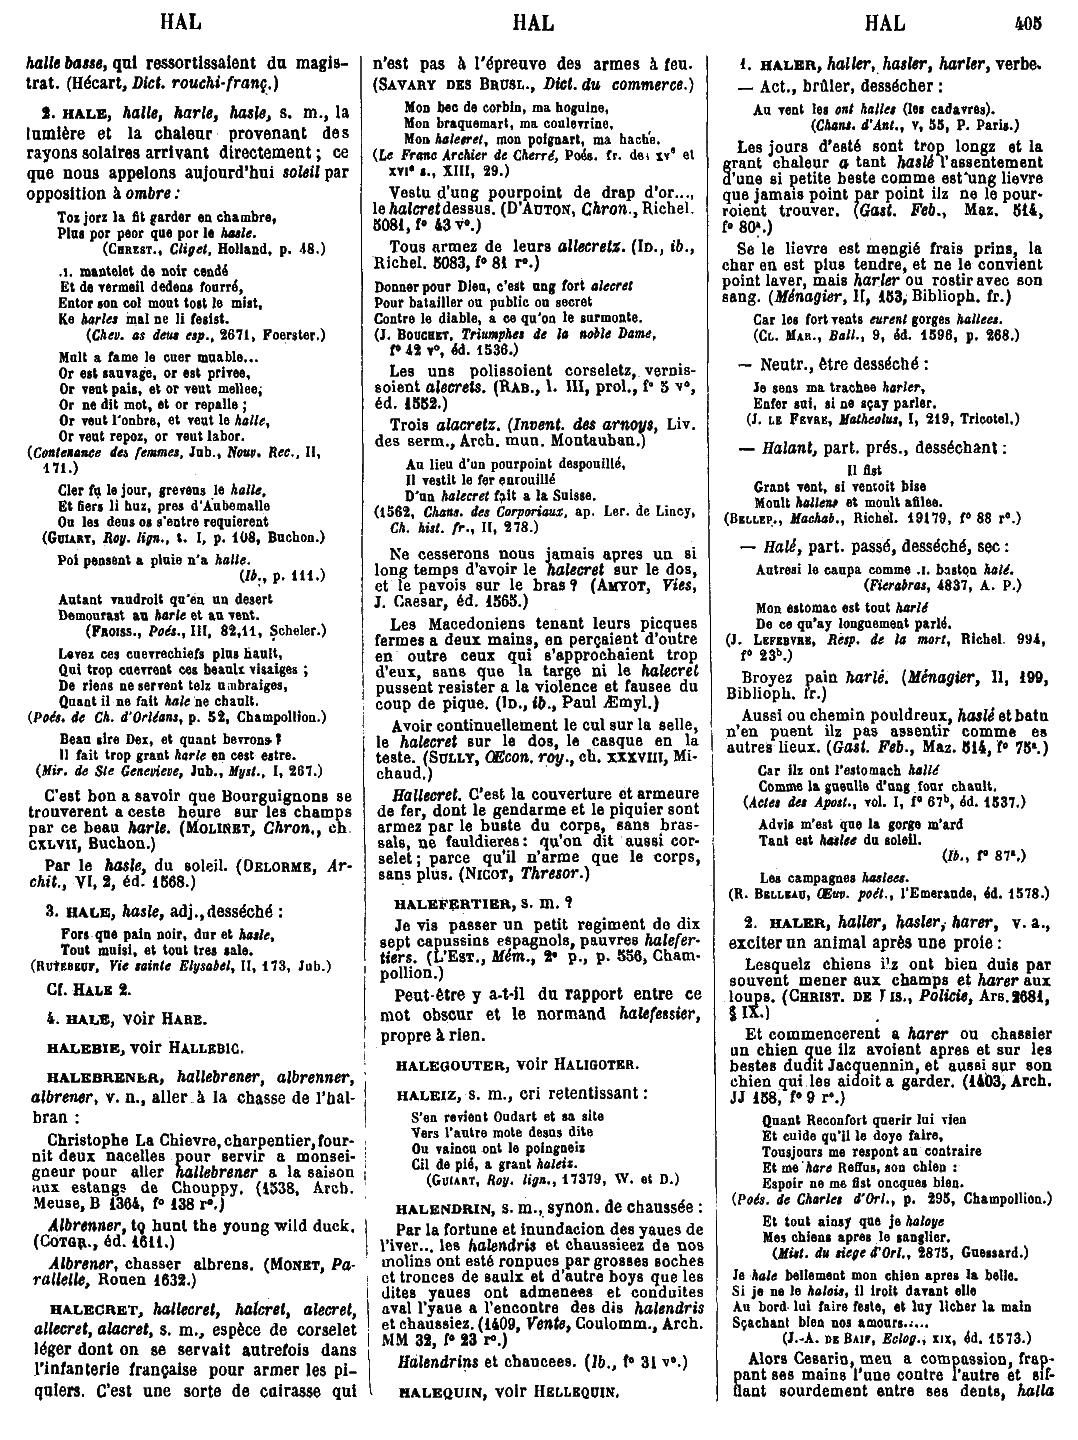 HAL HAL HAL 405
halle basse, qui ressortissaient du magis-
trat. (Hécart, Dict. rouchi-franç.)
2. HALE, halle, harle, hasle, s. m., la
lumière et la chaleur provenant des
rayons solaires arrivant directement ; ce
que nous appelons aujourd'hui soleil par
opposition à ombre :
Toz jorz la fit garder en chambre,
Plus por peor que por le hasle.
(CHREST., Cliget, Holland, p. 48.)
.I. mantelet de noir cendé
Et de vermeil dedens fourré,
Entor son col mout tost le mist,
Ke harles mal ne li fesist.
(Chev. as deus esp., 2671, Foerster.)
Mult a fame le cuer muable...
Or est sauvage, or est privee,
Or veut pais, et or veut mellee;
Or ne dit mot, et or repalle ;
Or veut l'onbre, et veut le halle,
Or veut repoz, or veut labor.
(Contenance des femmes, Jub., Nouv. Rec., II,
171.)
Cler fu le jour, grevens le halle,
Et fiers li huz, pres d'Aubemalle
Ou les deus os s'entre requierent
(GUIART, Roy. lign., t. I, p. 108, Buchon.)
Poi pensent a pluie n'a halle.
(Ib., p. 111.)
Autant vaudroit qu'en un desert
Demourast au harle et au vent.
(FROISS., Poés., III, 82,11, Scheler.)
Levez ces cuevrechiefs plus hault,
Qui trop cuevrent ces beaulx visaiges ;
De riens ne servent telz umbraiges,
Quant il ne fait hale ne chault.
(Poés. de Ch. d'Orléans, p. 52, Champollion.)
Beau sire Dex, et quant bevrons ?
Il fait trop grant harle en cest estre.
(Mir. de Ste Genevieve, Jub., Myst., I, 267.)
C'est bon a savoir que Bourguignons se
trouverent a ceste heure sur les champs
par ce beau harle. (MOLINET, Chron., ch.
CXLVII, Buchon.)
Par le hasle, du soleil. (DELORME, Ar-
chit., VI, 2, éd. 1568.)
3. HALE, hasle, adj., desséché :
Fors que pain noir, dur et hasle,
Tout muisi, et tout tres sale.
(RUTEBEUF, Vie sainte Elysabel, II, 173, Jub.)
Cf. HALE 2.
4. HALE, voir HARE.
HALEBIE, voir HALLEBIC.
HALEBRENER, hallebrener, albrenner,
albrener, v. n., aller à la chasse de l'hal-
bran :
Christophe La Chievre, charpentier, four-
nit deux nacelles pour servir a monsei-
gneur pour aller hallebrener a la saison
aux estangs de Chouppy. (1538, Arch.
Meuse, B 1364, f° 138 r°.)
Albrenner, to hunt the young wild duck.
(COTGR., éd. 1611.)
Albrener, chasser albrens. (MONET, Pa-
rallelle, Rouen 1632.)
HALECRET, hallecret, halcret, alecret,
allecret, alacret, s. m., espèce de corselet
léger dont on se servait autrefois dans
l'infanterie française pour armer les pi-
quiers. C'est une sorte de cuirasse qui
n'est pas à l'épreuve des armes à feu.
(SAVARY DES BRUSL., Dict. du commerce.)
Mon bec de corbin, ma hoguine,
Mon braquemart, ma coulevrine,
Mon halecret, mon poignart, ma hache.
(Le Franc Archier de Cherré, Poés. fr. des XVe et
XVIe s., XIII, 29.)
Vestu d'ung pourpoint de drap d'or...,
le halcret dessus. (D'AUTON, Chron., Richel.
5081, f° 43 v°.)
Tous armez de leurs allecretz. (ID., ib.,
Richel. 5083, f° 81 r°.)
Donner pour Dieu, c'est ung fort alecret
Pour batailler ou public ou secret
Contre le diable, a ce qu'on le surmonte.
(J. BOUCHET, Triumphes de la noble Dame,
f° 42 v°, éd. 1536.)
Les uns polissoient corseletz, vernis-
soient alecrets. (RAB., l. III, prol., f° 5 v°,
éd. 1552.)
Trois alacretz. (Invent. des arnoys, Liv.
des serm., Arch. mun. Montauban.)
Au lieu d'un pourpoint despouillé,
Il vestit le fer enrouillé
D'un halecret fait a la Suisse.
(1562, Chans. des Corporiaux, ap. Ler. de Lincy,
Ch. hist. fr., II, 278.)
Ne cesserons nous jamais apres un si
long temps d'avoir le halecret sur le dos,
et le pavois sur le bras ? (AMYOT, Vies,
J. Caesar, éd. 1565.)
Les Macedoniens tenant leurs picques
fermes a deux mains, en perçaient d'outre
en outre ceux qui s'approchaient trop
d'eux, sans que la targe ni le halecret
pussent resister a la violence et fausee du
coup de pique. (ID., ib., Paul Æmyl.)
Avoir continuellement le cul sur la selle,
le halecret sur le dos, le casque en la
teste. (SULLY, Œcon. roy., ch. XXXVIII, Mi-
chaud.)
Hallecret. C'est la couverture et armeure
de fer, dont le gendarme et le piquier sont
armez par le buste du corps, sans bras-
sals, ne fauldieres : qu'on dit aussi cor-
selet ; parce qu'il n'arme que le corps,
sans plus. (NICOT, Thresor.)
HALEFERTIER, s. m. ?
Je vis passer un petit regiment de dix
sept capussins espagnols, pauvres halefer-
tiers. (L'EST., Mém., 2e p., p. 556, Cham-
pollion.)
Peut-être y a-t-il du rapport entre ce
mot obscur et le normand halefessier,
propre à rien.
HALEGOUTER, voir HALIGOTER.
HALEIZ, s. m., cri retentissant :
S'en revient Oudart et sa site
Vers l'autre mote desus dite
Ou vaincu ont le poingneiz
Cil de pié, a grant haleiz.
(GUIART, Roy. lign., 17379, W. et D.)
HALENDRIN, s. m., synon. de chaussée :
Par la fortune et inundacion des yaues de
l'iver... les halendris et chaussieez de nos
molins ont esté ronpues par grosses soches
et tronces de saulx et d'autre boys que les
dites yaues ont admenees et conduites
aval l'yaue a l'encontre des dis halendris
et chaussiez. (1409, Vente, Coulomm., Arch.
MM 32, f° 23 r°.)
Halendrins et chaucees. (Ib., f° 31 v°.)
HALEQUIN, voir HELLEQUIN.
1. HALER, haller, hasler, harler, verbe.
— Act., brûler, dessécher :
Au vent les ont halles (les cadavres).
(Chans. d'Ant., V, 55, P. Paris.)
Les jours d'esté sont trop longz et la
grant chaleur a tant haslé l'assentement
d'une si petite beste comme est ung lievre
que jamais point par point ilz ne le pour-
roient trouver. (Gast. Feb., Maz. 514,
f° 80a.)
Se le lievre est mengié frais prins, la
char en est plus tendre, et ne le convient
point laver, mais harler ou rostir avec son
sang. (Ménagier, II, 153, Biblioph. fr.)
Car les fort vents eurent gorges hallees.
(CL. MAR., Ball., 9, éd. 1596, p. 268.)
— Neutr., être desséché :
Je sens ma trachee harler,
Enfer sui, si ne sçay parler.
(J. LE FEVRE, Matheolus, I, 219, Tricotel.)
— Halant, part. prés., desséchant :
Il fist
Grant vent, si ventoit bise
Moult hallens et moult afilee.
(BELLEP., Machab., Richel. 19179, f° 88 r°.)
— Halé, part. passé, desséché, sec :
Autresi le caupa comme .I. baston halé.
(Fierabras, 4837, A. P.)
Mon estomac est tout harlé
De ce qu'ay longuement parlé.
(J. LEFEBVRE, Resp. de la mort, Richel. 994,
f° 23b.)
Broyez pain harlé. (Ménagier, II, 199,
Biblioph. fr.)
Aussi ou chemin pouldreux, haslé et batu
n'en puent ilz pas assentir comme es
autres lieux. (Gast. Feb., Maz. 514, f° 75a.)
Car ilz ont l'estomach hallé
Comme la gueulle d'ung four chault.
(Actes des Apost., vol. I, f° 67b, éd. 1537.)
Advis m'est que la gorge m'ard
Tant est haslee du soleil.
(Ib., f° 87a.)
Les campagnes haslees.
(R. BELLEAU, Œuv. poét., l'Emeraude, éd. 1578.)
2. HALER, haller, hasler, harer, v. a.,
exciter un animal après une proie :
Lesquelz chiens ilz ont bien duis par
souvent mener aux champs et harer aux
loups. (CHRIST. DE PIS., Policie, Ars. 2681,
§ IX.)
Et commencerent a harer ou chassier
un chien que ilz avoient apres et sur les
bestes dudit Jacquennin, et aussi sur son
chien qui les aidoit a garder. (1403, Arch.
JJ 158, f° 9 r°.)
Quant Reconfort querir lui vien
Et cuide qu'il le doye faire,
Tousjours me respont au contraire
Et me hare Reffus, son chien :
Espoir ne me fist oncques bien.
(Poés. de Charles d'Orl., p. 295, Champollion.)
Et tout ainsy que je haloye
Mes chiens apres le sanglier.
(Mist. du siege d'Orl., 2875, Guessard.)
Je hale bellement mon chien apres la belle.
Si je ne le halois, il iroit davant elle
Au bord lui faire feste, et luy licher la main
Sçachant bien nos amours.....
(J.-A. DE BAIF, Eclog., XIX, éd. 1573.)
Alors Cesarin, meu a compassion, frap-
pant ses mains l'une contre l'autre et sif-
flant sourdement entre ses dents, halla